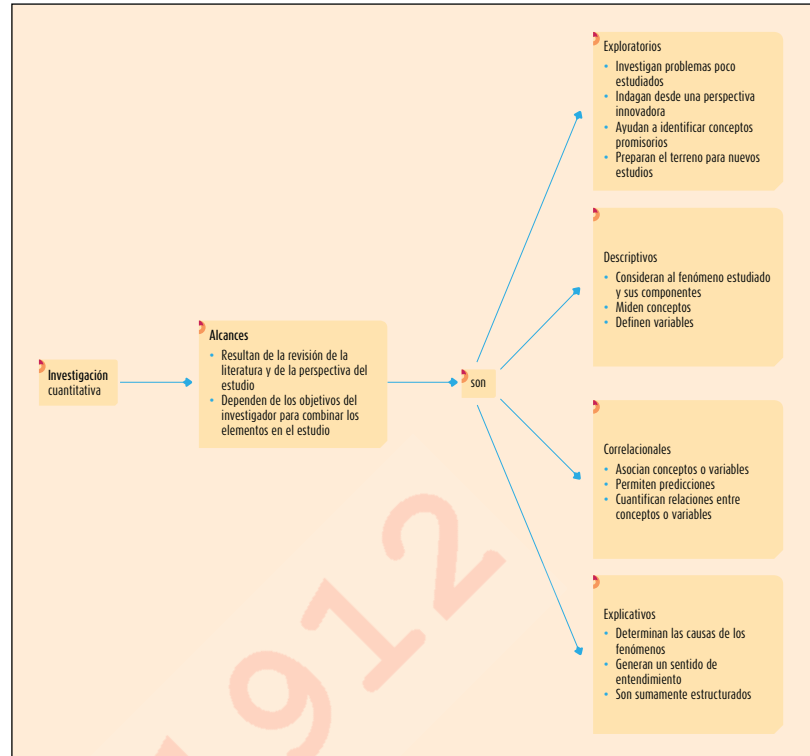 Investigación
cuantitativa
Alcances
• Resultan de la revisión de la
literatura y de la perspectiva del
estudio
• Dependen de los objetivos del
investigador para combinar los
elementos en el estudio
son
Exploratorios
• Investigan problemas poco
estudiados
• Indagan desde una perspectiva
innovadora
• Ayudan a identificar conceptos
promisorios
• Preparan el terreno para nuevos
estudios
Descriptivos
• Consideran al fenómeno estudiado
y sus componentes
• Miden conceptos
• Definen variables
Correlacionales
• Asocian conceptos o variables
• Permiten predicciones
• Cuantifican relaciones entre
conceptos o variables
Explicativos
• Determinan las causas de los
fenómenos
• Generan un sentido de
entendimiento
• Son sumamente estructurados
912